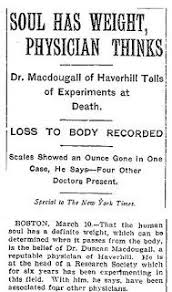 SOUL HAS WEIGHT,
PHYSICIAN THINKS
Dr. Macdougall of Haverhill Tells
of Experiments at
Death.
LOSS TO BODY RECORDED
Scales Showed an Ounce Gone in One
Case, He Says—Four Other
Doctors Present.
Special to The New York Times.
BOSTON, March 10.—That the human
soul has a definite weight, which can be
determined when it passes from the body,
is the belief of Dr. Duncan Macdougall, a
reputable physician of Haverhill. He is
at the head of a Research Society which
for six years has been experimenting in
this field. With him, he says, have been
associated four other physicians.